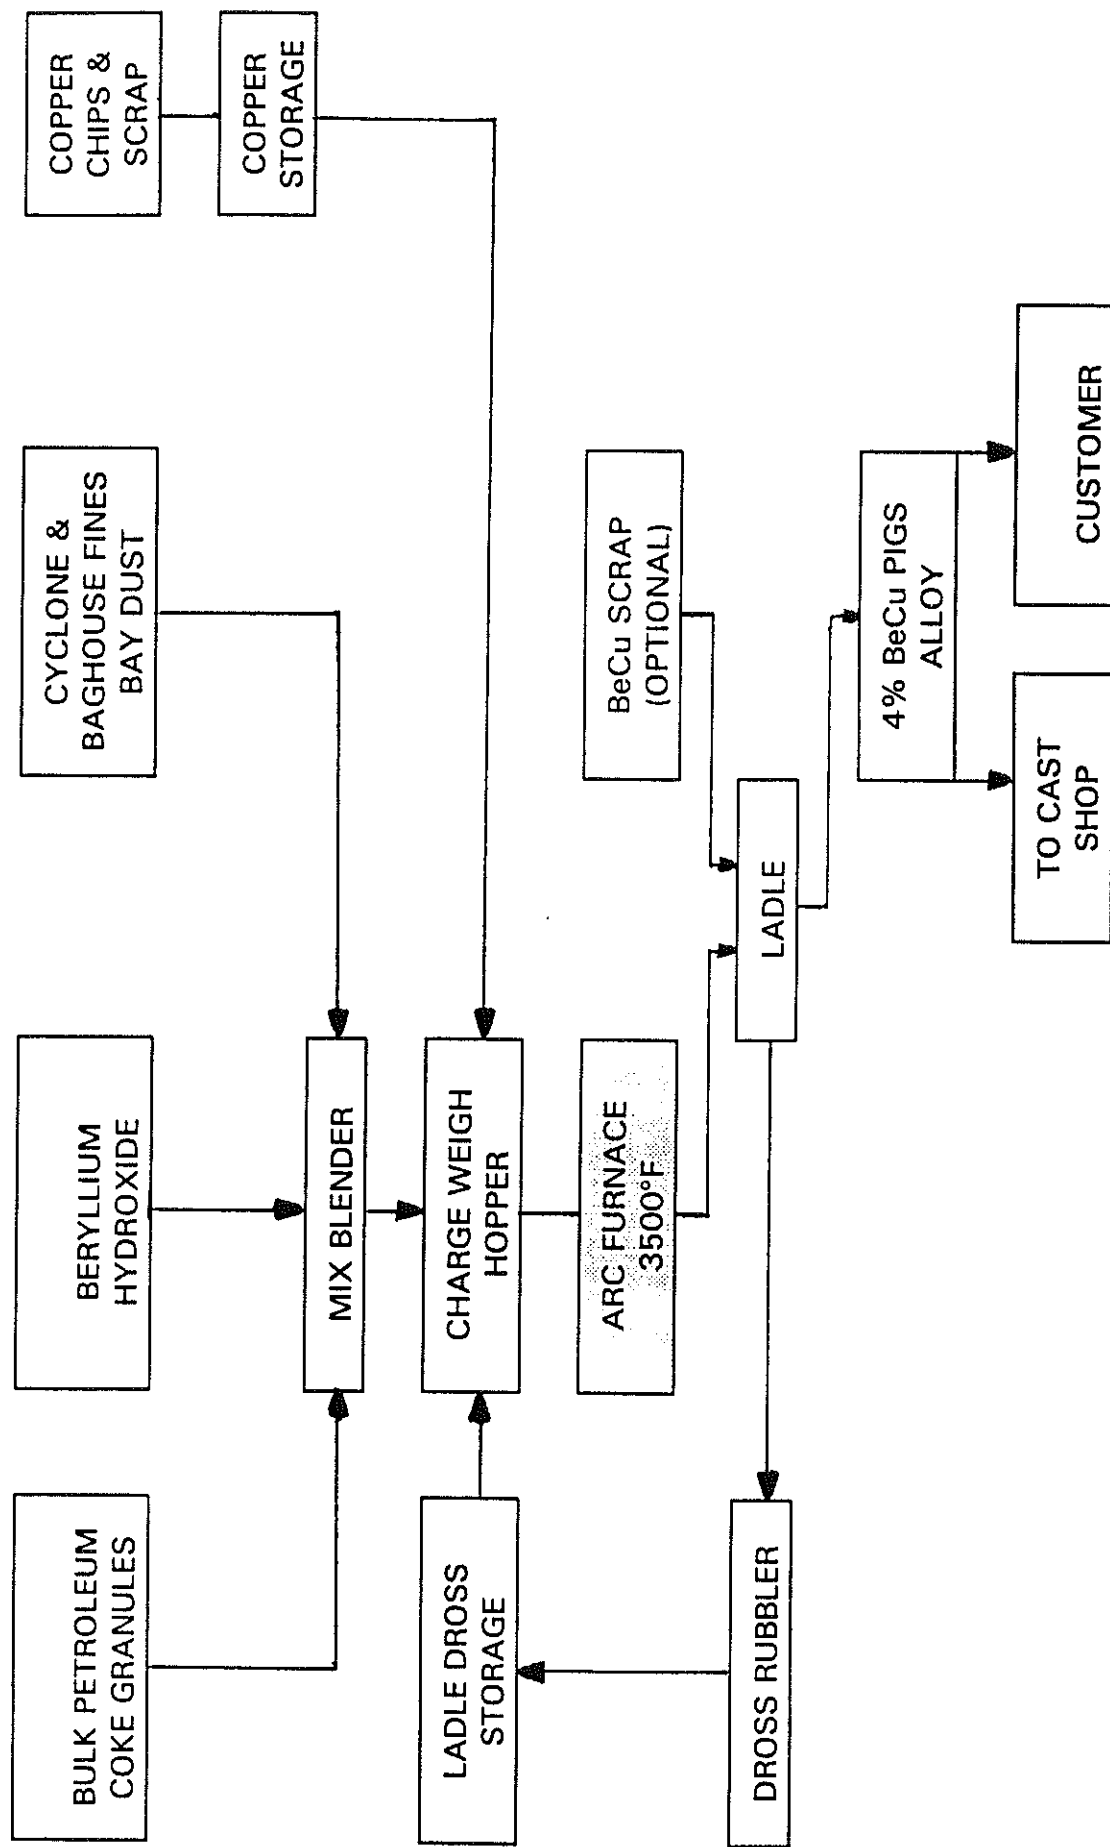 BULK PETROLEUM
COKE GRANULES
BERYLLIUM
HYDROXIDE
CYCLONE &
BAGHOUSE FINES
BAY DUST
COPPER
CHIPS &
SCRAP
COPPER
STORAGE
MIX BLENDER
LADLE DROSS
STORAGE
CHARGE WEIGH
HOPPER
ARC FURNACE
3500°F
BeCu SCRAP
(OPTIONAL)
DROSS RUBBLER
LADLE
4% BeCu PIGS
ALLOY
TO CAST
SHOP
CUSTOMER